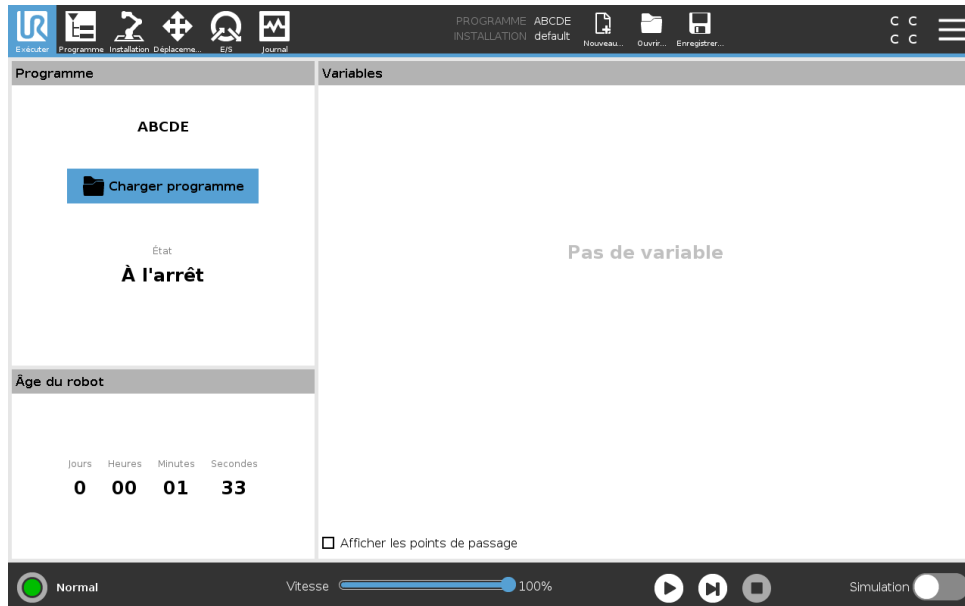 Exécuter Programme Installation Déplaceme... E/S Journal
PROGRAMME ABCDE
INSTALLATION default
Nouveau... Ouvrir... Enregistrer...
C C
C C
Programme
ABCDE
Charger programme
État
À l'arrêt
Âge du robot
Jours Heures Minutes Secondes
0 00 01 33
Variables
Pas de variable
Afficher les points de passage
Normal
Vitesse 100%
Simulation